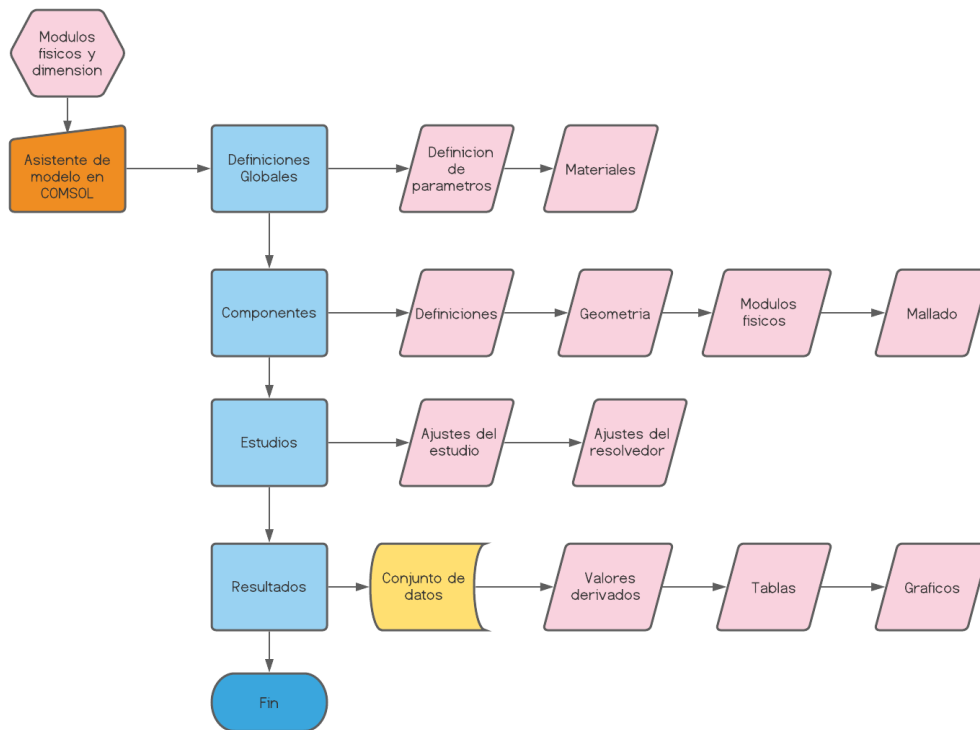 Modulos
fisicos y
dimension
Asistente de
modelo en
COMSOL
Definiciones
Globales
Definicion
de
parametros
Materiales
Componentes
Definiciones
Geometria
Modulos
fisicos
Mallado
Estudios
Ajustes del
estudio
Ajustes del
resolvedor
Resultados
Conjunto de
datos
Valores
derivados
Tablas
Graficos
Fin